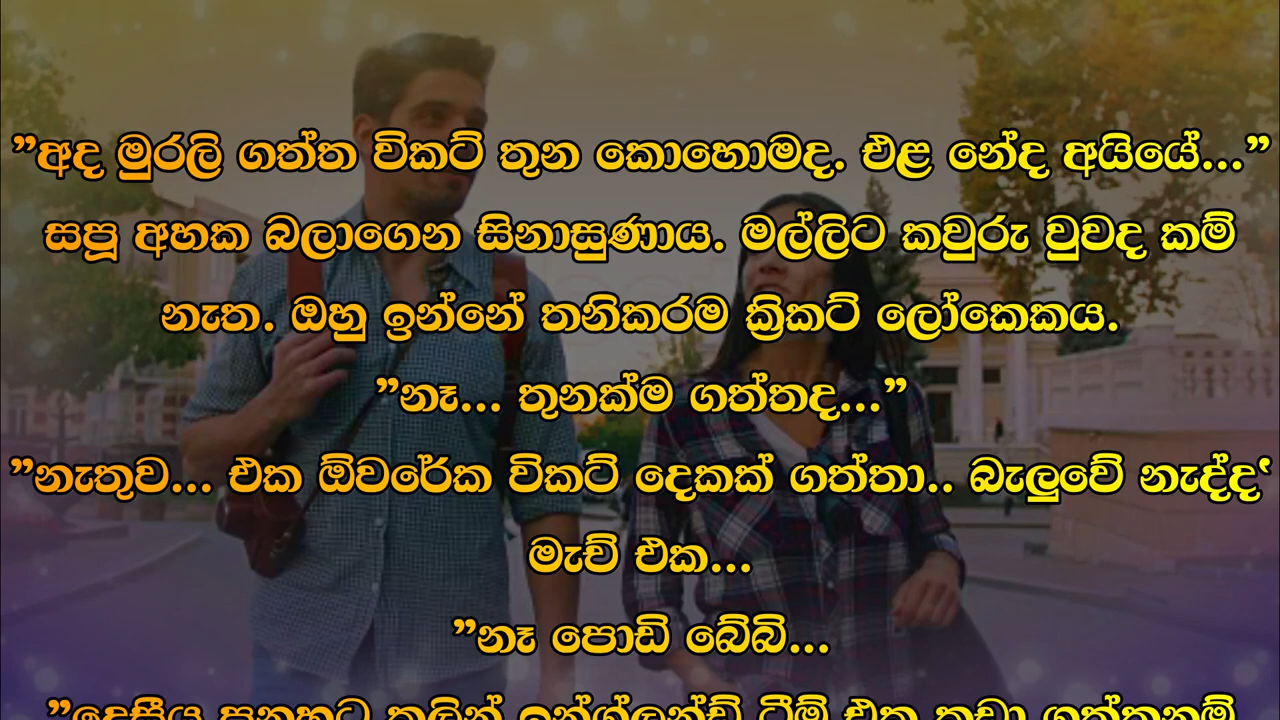 ”අද මුරලි ගත්ත විකට් තුන කොහොමද. එළ නේද අයියේ...”
සපූ අහක බලාගෙන සිනාසුණාය. මල්ලිට කවුරු වුවද කම්
නැත. ඔහු ඉන්නේ තනිකරම ක්‍රිකට් ලෝකෙකය.
”නෑ... තුනක්ම ගත්තද...”
”නැතුව... එක ඕවරේක විකට් දෙකක් ගත්තා.. බැලුවේ නැද්ද‘
මැච් එක...
”නෑ පොඩි බේබි...